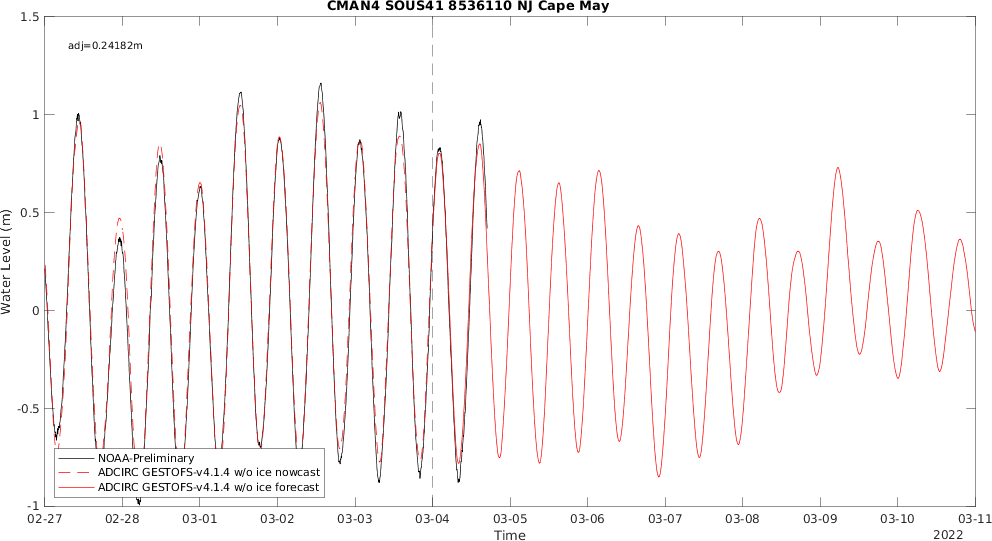 CMAN4 SOUS41 8536110 NJ Cape May
adj=0.24182m
1.5
1
0.5
0
-0.5
-1
Water Level (m)
NOAA-Preliminary
ADCIRC GESTOFS-v4.1.4 w/o ice nowcast
ADCIRC GESTOFS-v4.1.4 w/o ice forecast
02-27 02-28 03-01 03-02 03-03 03-04 03-05 03-06 03-07 03-08 03-09 03-10 03-11
Time
2022